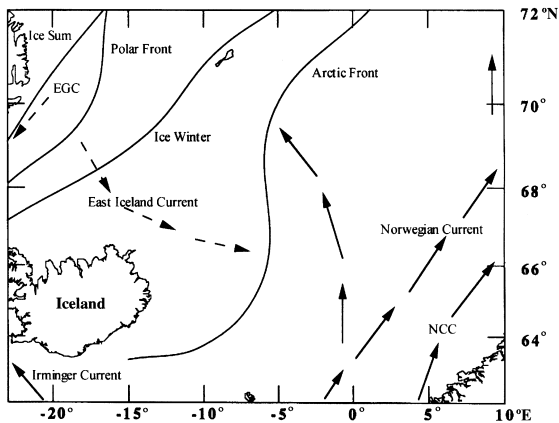 72°N
Ice Sum
Polar Front
Arctic Front
EGC
70°
Ice Winter
68°
East Iceland Current
Norwegian Current
66°
Iceland
NCC
64°
Irminger Current
-20° -15° -10° -5° 0° 5° 10°E